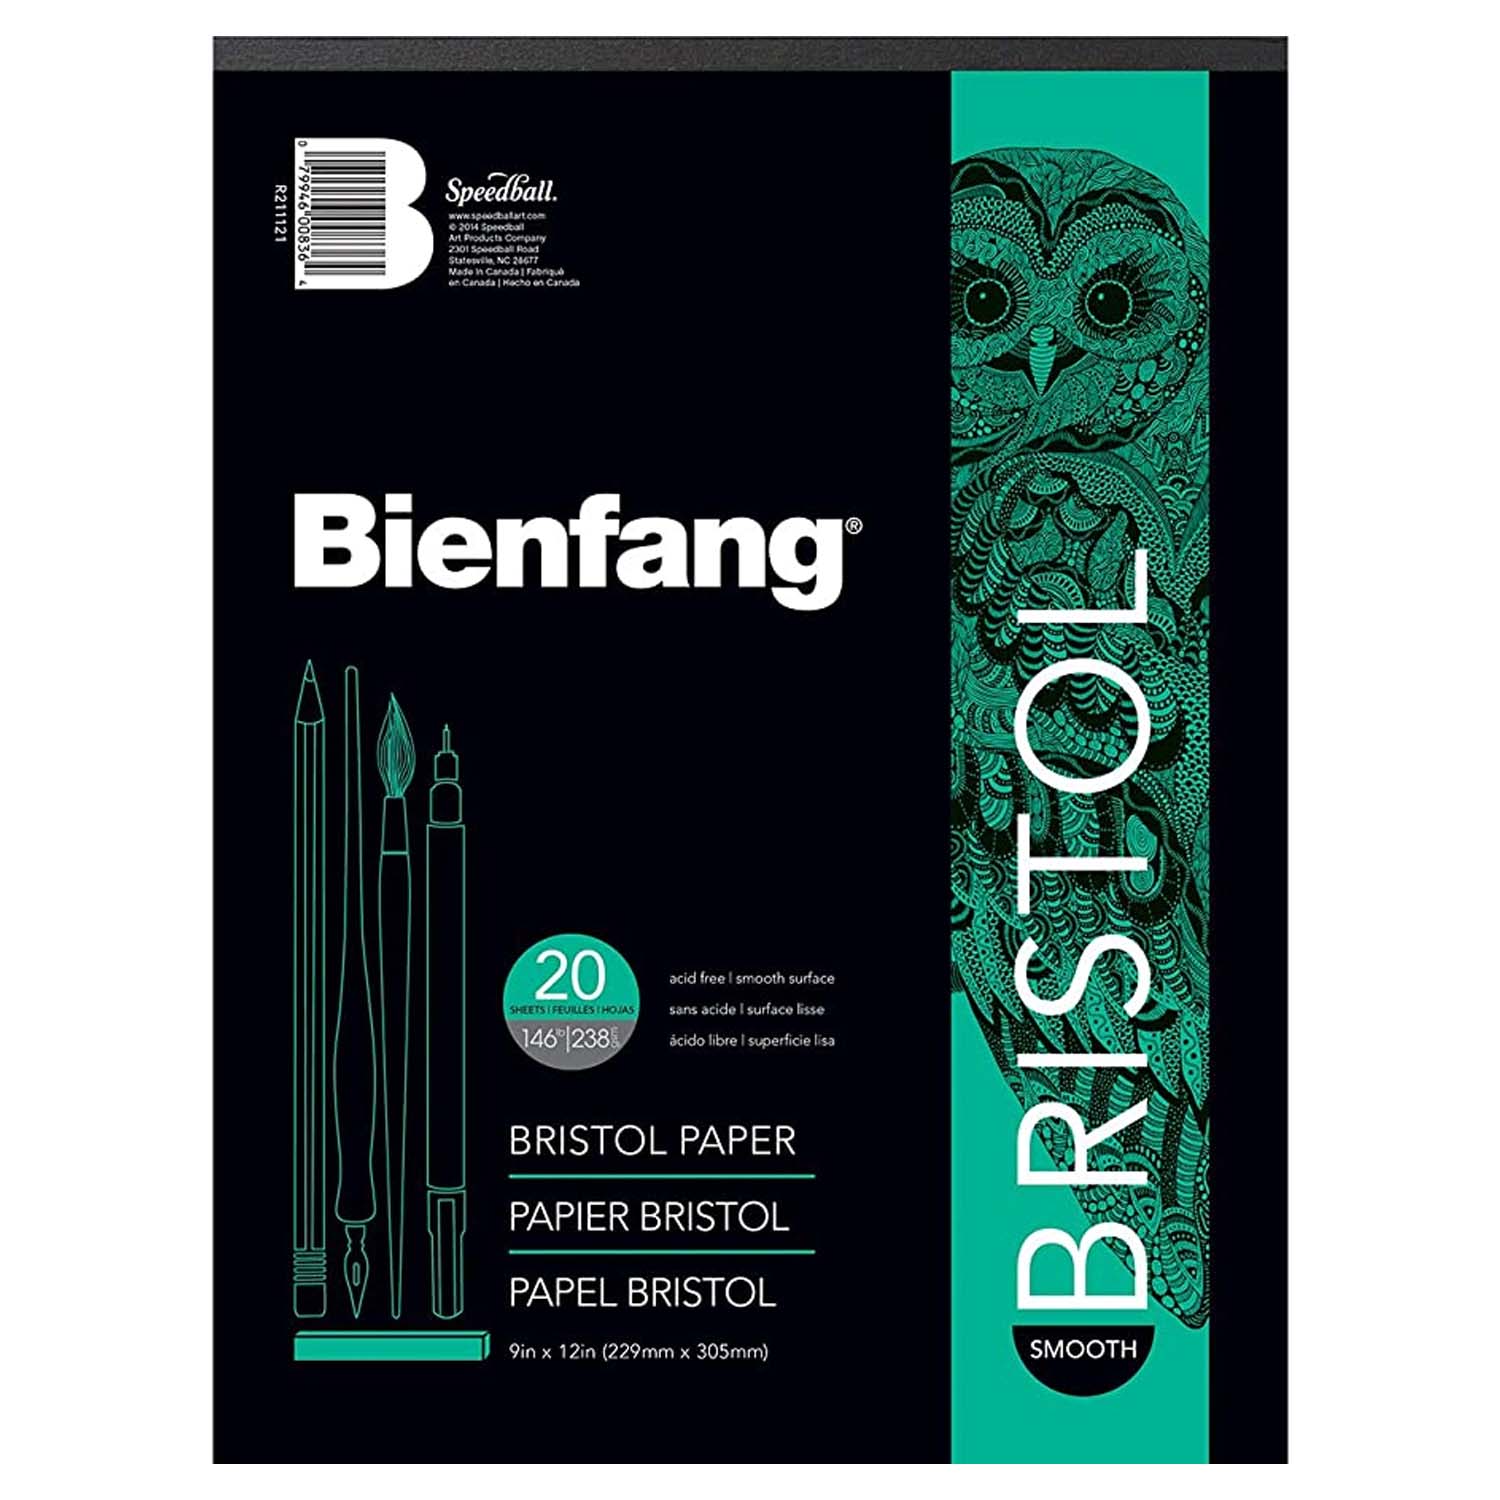 0 79946 00836 4
R211121
Speedball.
www.speedballart.com
© 2014 Speedball
Art Products Company
2301 Speedball Road
Statesville, NC 28677
Made in Canada | Fabriqué
en Canada | Hecho en Canada
Bienfang®
20
SHEETS | FEUILLES | HOJAS
146lb|238gsm
acid free | smooth surface
sans acide | surface lisse
ácido libre | superficie lisa
BRISTOL PAPER
PAPIER BRISTOL
PAPEL BRISTOL
9in x 12in (229mm x 305mm)
BRISTOL
SMOOTH